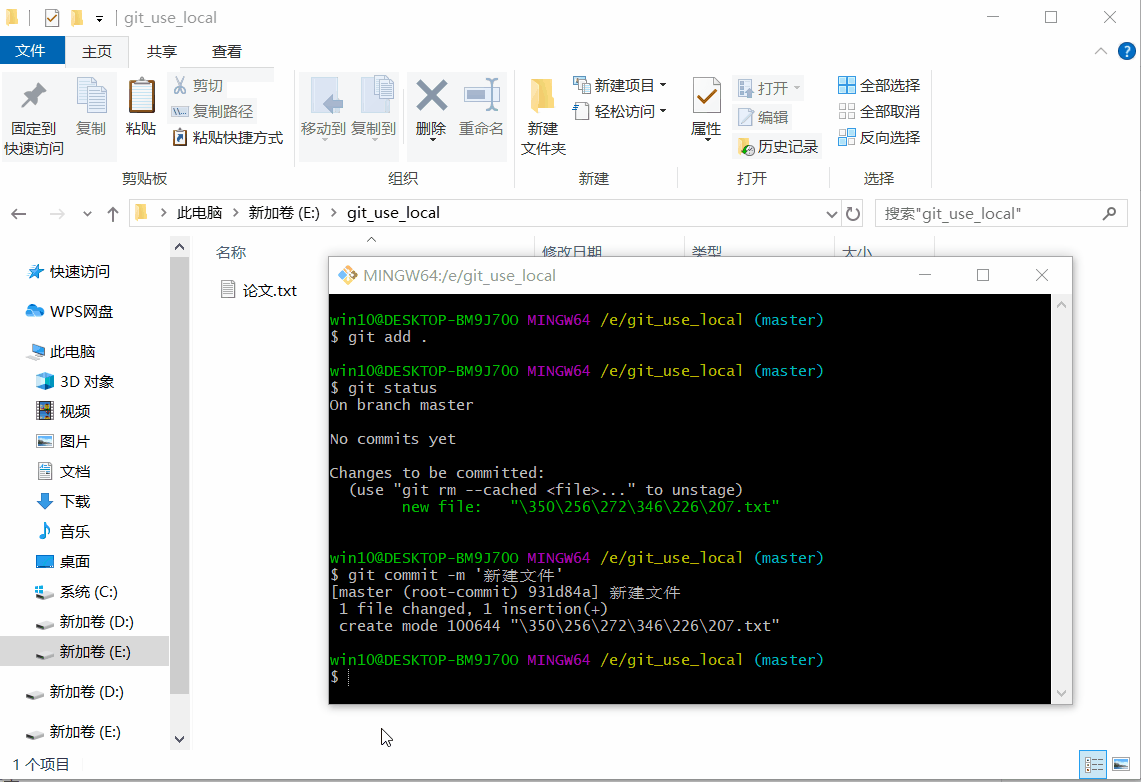 git_use_local
文件 主页 共享 查看
固定到快速访问
复制
粘贴
剪切
复制路径
粘贴快捷方式
剪贴板
移动到
复制到
删除
重命名
组织
新建文件夹
新建项目
轻松访问
新建
属性
打开
编辑
历史记录
打开
全部选择
全部取消
反向选择
选择
此电脑 > 新加卷 (E:) > git_use_local
搜索"git_use_local"
快速访问
WPS网盘
此电脑
3D 对象
视频
图片
文档
下载
音乐
桌面
系统 (C:)
新加卷 (D:)
新加卷 (E:)
新加卷 (D:)
新加卷 (E:)
名称 修改日期 类型 大小
论文.txt
MINGW64:/e/git_use_local
win10@DESKTOP-BM9J7OO MINGW64 /e/git_use_local (master)
$ git add .
win10@DESKTOP-BM9J7OO MINGW64 /e/git_use_local (master)
$ git status
On branch master
No commits yet
Changes to be committed:
(use "git rm --cached <file>..." to unstage)
new file: "\350\256\272\346\226\207.txt"
win10@DESKTOP-BM9J7OO MINGW64 /e/git_use_local (master)
$ git commit -m '新建文件'
[master (root-commit) 931d84a] 新建文件
1 file changed, 1 insertion(+)
create mode 100644 "\350\256\272\346\226\207.txt"
win10@DESKTOP-BM9J7OO MINGW64 /e/git_use_local (master)
$
1 个项目